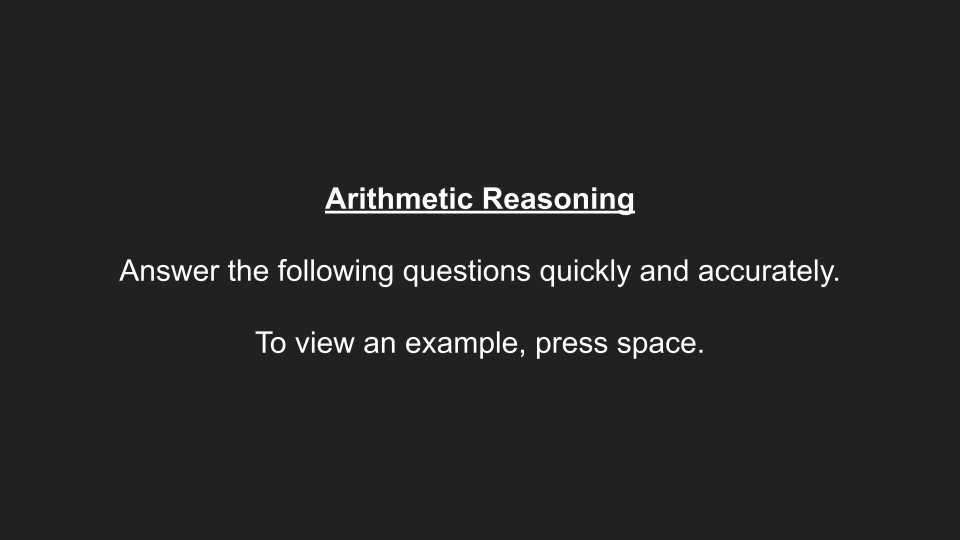 Arithmetic Reasoning
Answer the following questions quickly and accurately.
To view an example, press space.